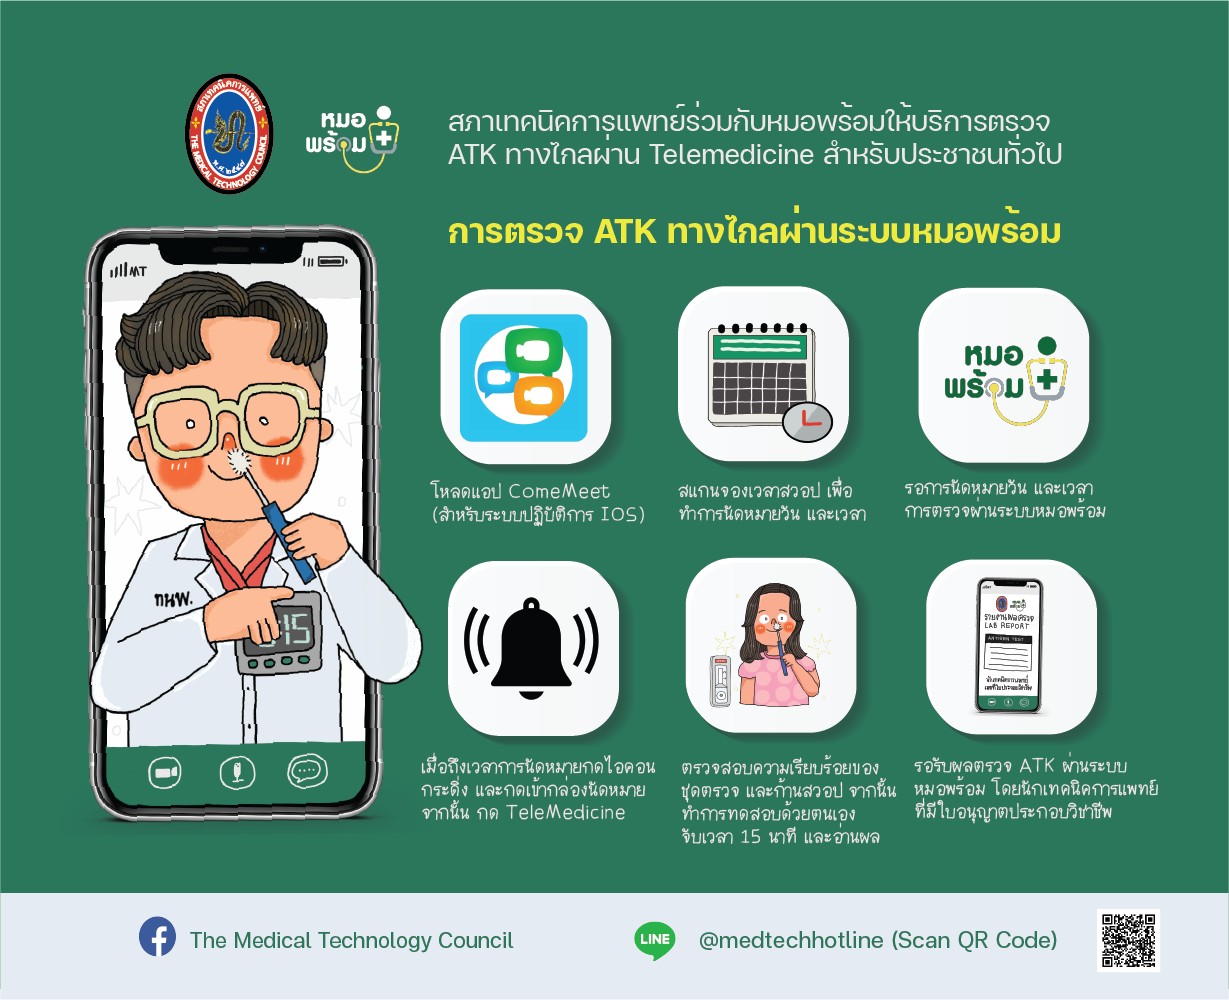 สภาเทคนิคการแพทย์
THE MEDICAL TECHNOLOGY COUNCIL
หมอ
พร้อม
สภาเทคนิคการแพทย์ร่วมกับหมอพร้อมให้บริการตรวจ
ATK ทางไกลผ่าน Telemedicine สำหรับประชาชนทั่วไป
การตรวจ ATK ทางไกลผ่านระบบหมอพร้อม
MT
ทนพ.
15
หมอ
พร้อม
โหลดแอป ComeMeet
(สำหรับระบบปฏิบัติการ IOS)
สแกนจองเวลาสวอป เพื่อ
ทำการนัดหมายวัน และเวลา
รอการนัดหมายวัน และเวลา
การตรวจผ่านระบบหมอพร้อม
รายงานผลตรวจ
LAB REPORT
ANTIGEN TEST
เมื่อถึงเวลาการนัดหมายกดไอคอน
กระดิ่ง และกดเข้ากล่องนัดหมาย
จากนั้น กด TeleMedicine
ตรวจสอบความเรียบร้อยของ
ชุดตรวจ และก้านสวอป จากนั้น
ทำการทดสอบด้วยตนเอง
จับเวลา 15 นาที และอ่านผล
รอรับผลตรวจ ATK ผ่านระบบ
หมอพร้อม โดยนักเทคนิคการแพทย์
ที่มีใบอนุญาตประกอบวิชาชีพ
The Medical Technology Council
LINE
@medtechhotline (Scan QR Code)